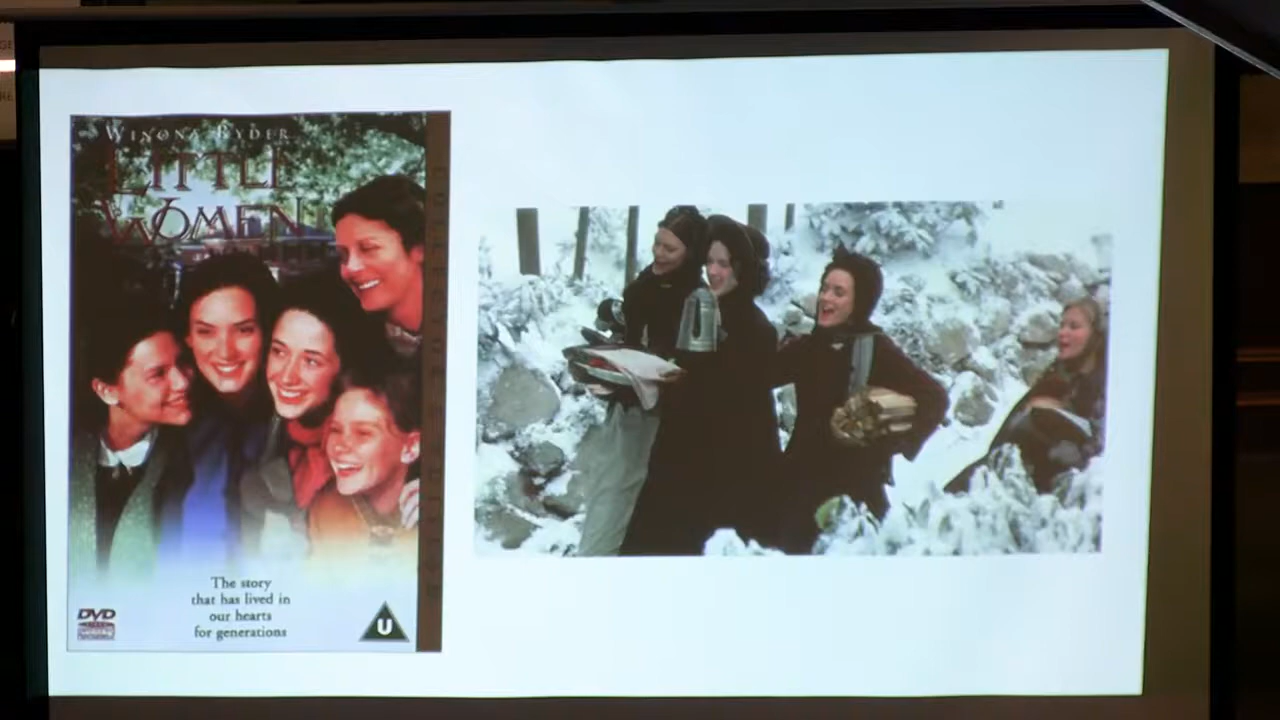 WINONA RYDER
LITTLE
WOMEN
The story
that has lived in
our hearts
for generations
DVD
U